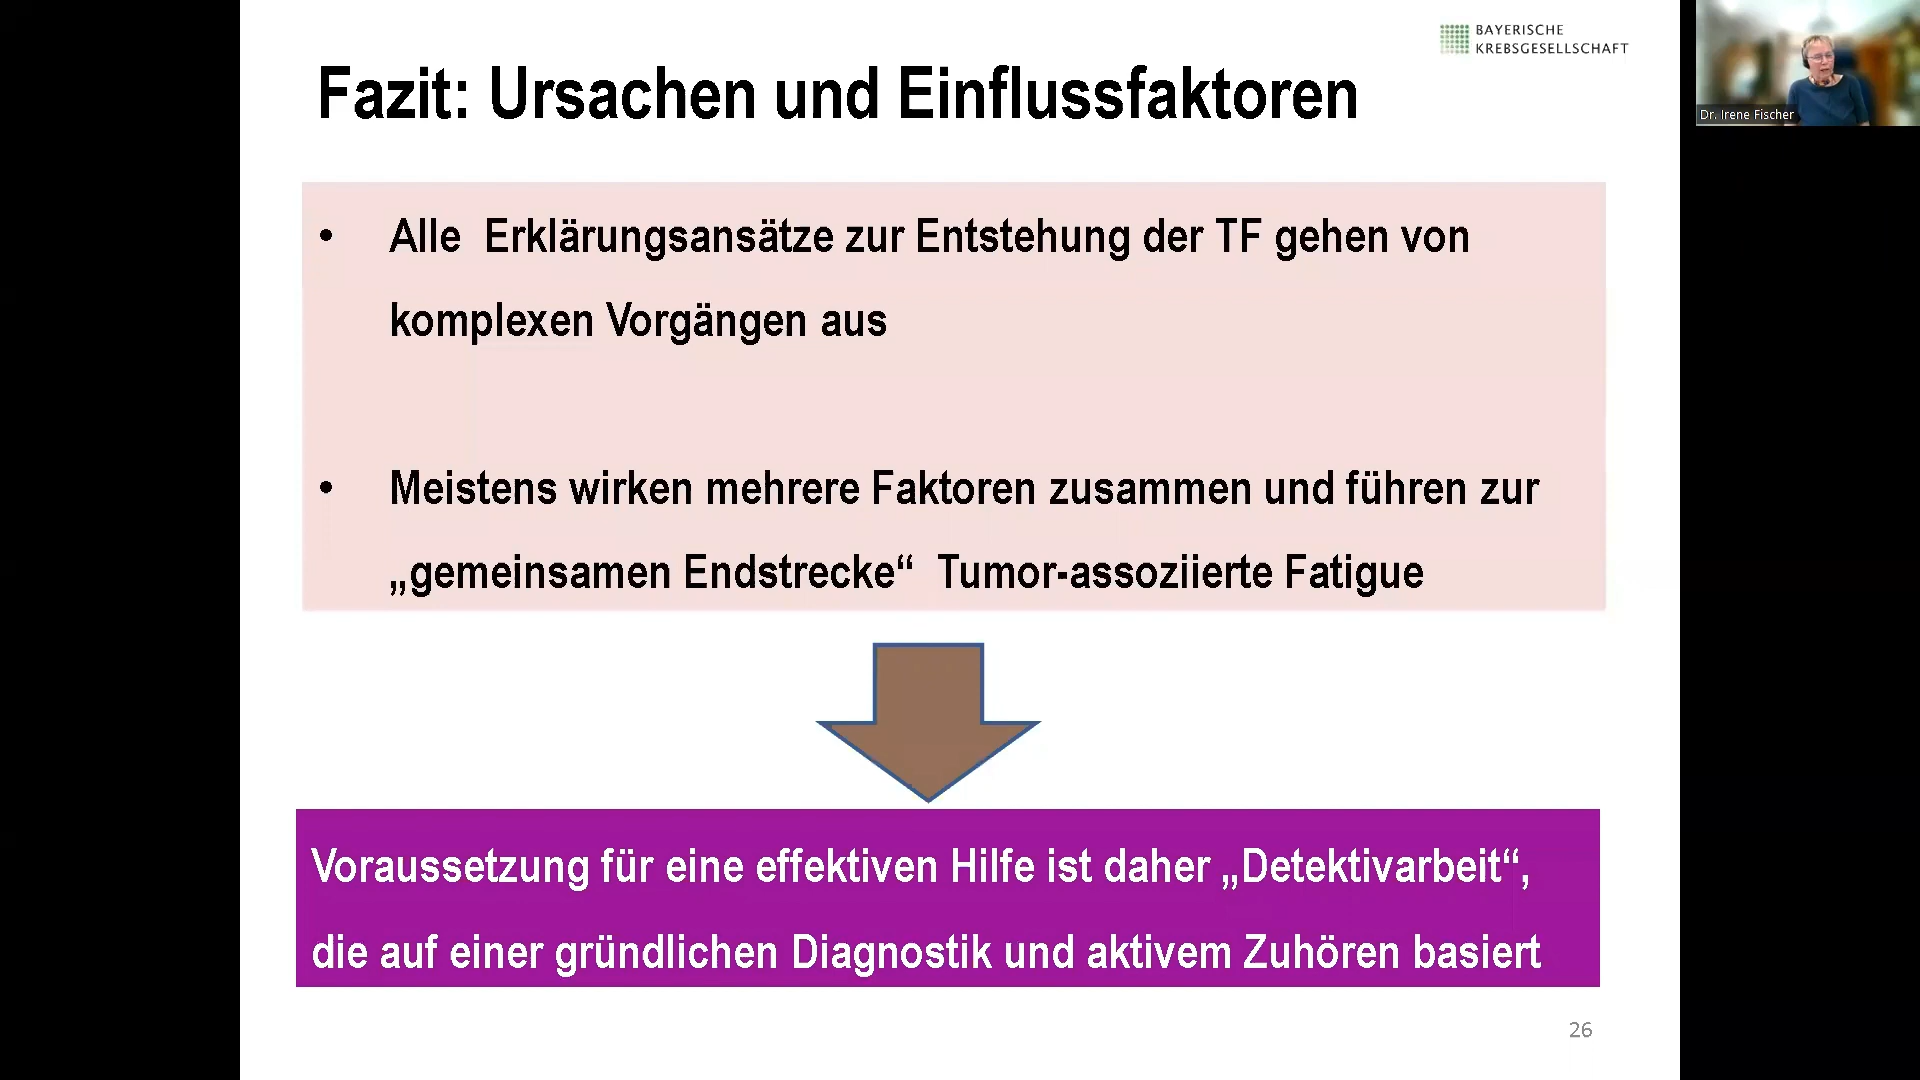 BAYERISCHE
KREBSGESELLSCHAFT
Fazit: Ursachen und Einflussfaktoren
Dr. Irene Fischer
• Alle  Erklärungsansätze zur Entstehung der TF gehen von
komplexen Vorgängen aus
• Meistens wirken mehrere Faktoren zusammen und führen zur
„gemeinsamen Endstrecke“  Tumor-assoziierte Fatigue
Voraussetzung für eine effektiven Hilfe ist daher „Detektivarbeit“,
die auf einer gründlichen Diagnostik und aktivem Zuhören basiert
26